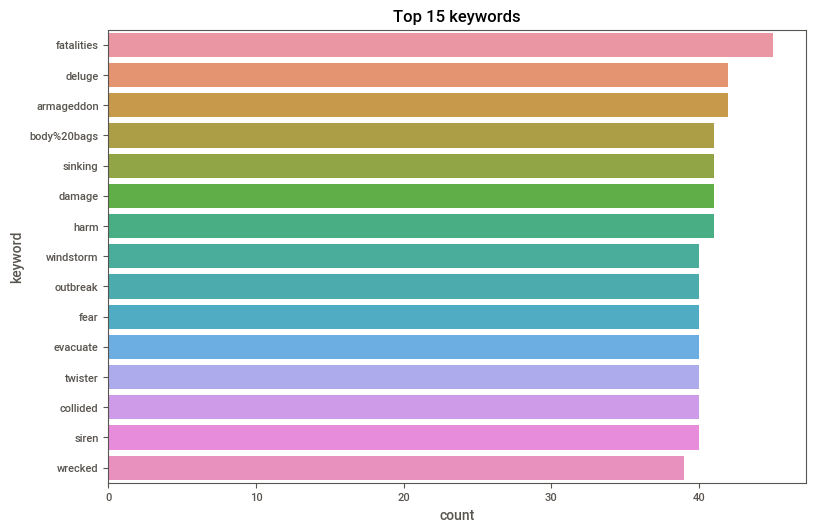 Top 15 keywords
keyword
fatalities
deluge
armageddon
body%20bags
sinking
damage
harm
windstorm
outbreak
fear
evacuate
twister
collided
siren
wrecked
0 10 20 30 40
count